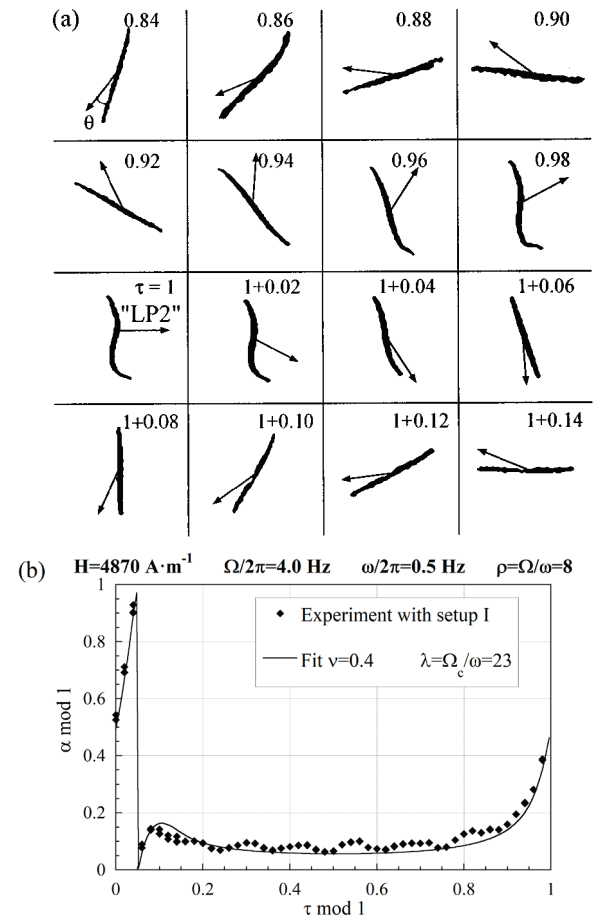 (a)
0.84 0.86 0.88 0.90
θ
0.92 0.94 0.96 0.98
τ = 1 1+0.02 1+0.04 1+0.06
"LP2"
1+0.08 1+0.10 1+0.12 1+0.14
(b) H=4870 A·m⁻¹ Ω/2π=4.0 Hz ω/2π=0.5 Hz ρ=Ω/ω=8
1
Experiment with setup I
0.8
Fit ν=0.4 λ=Ω_c/ω=23
0.6
α mod 1
0.4
0.2
0
0 0.2 0.4 0.6 0.8 1
τ mod 1